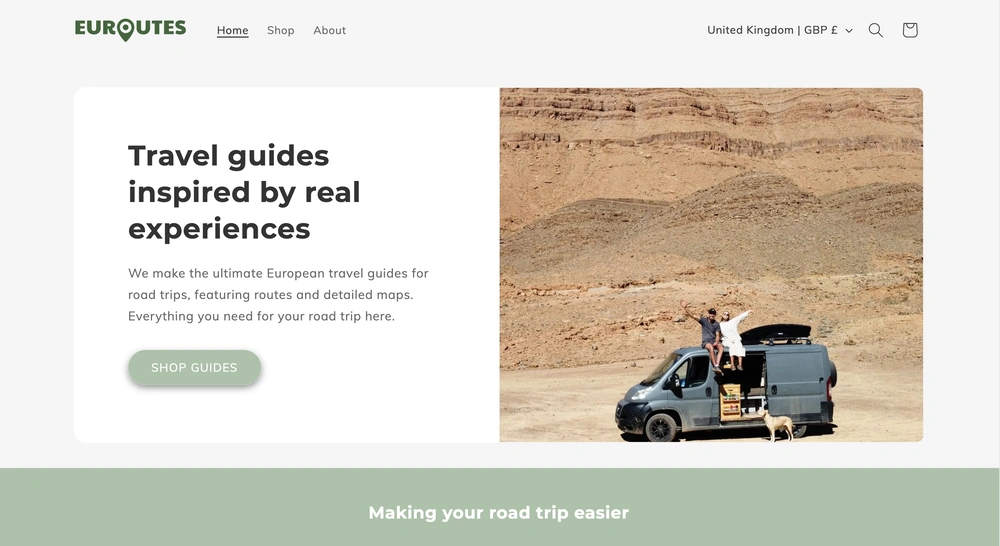 EUROUTES
Home Shop About
United Kingdom | GBP £
Travel guides
inspired by real
experiences
We make the ultimate European travel guides for
road trips, featuring routes and detailed maps.
Everything you need for your road trip here.
SHOP GUIDES
Making your road trip easier